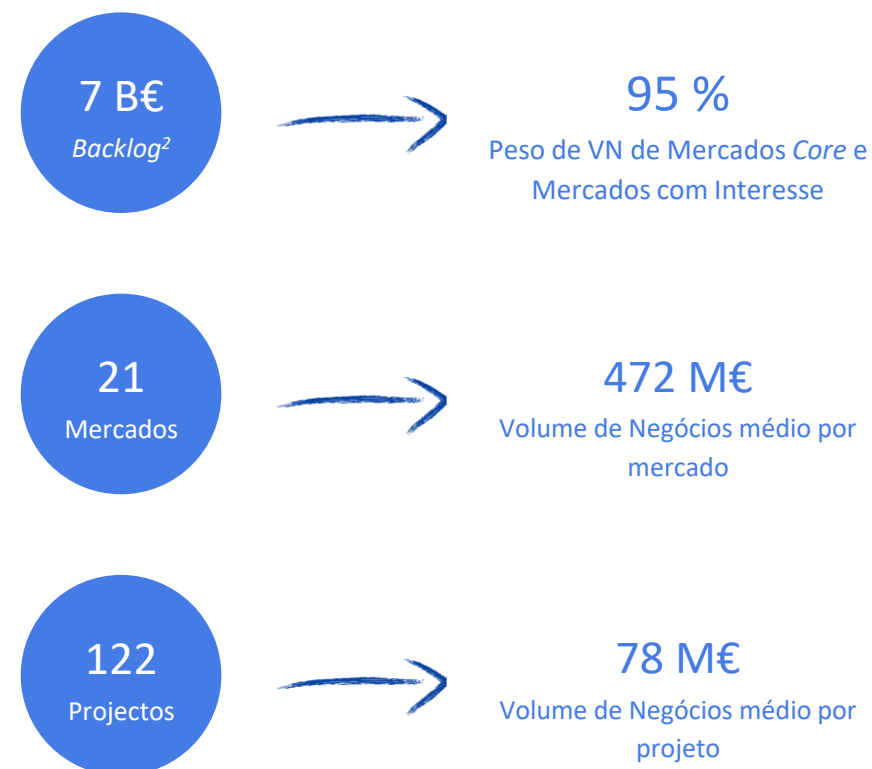 7 B€
Backlog²
95 %
Peso de VN de Mercados Core e
Mercados com Interesse
21
Mercados
472 M€
Volume de Negócios médio por
mercado
122
Projectos
78 M€
Volume de Negócios médio por
projeto